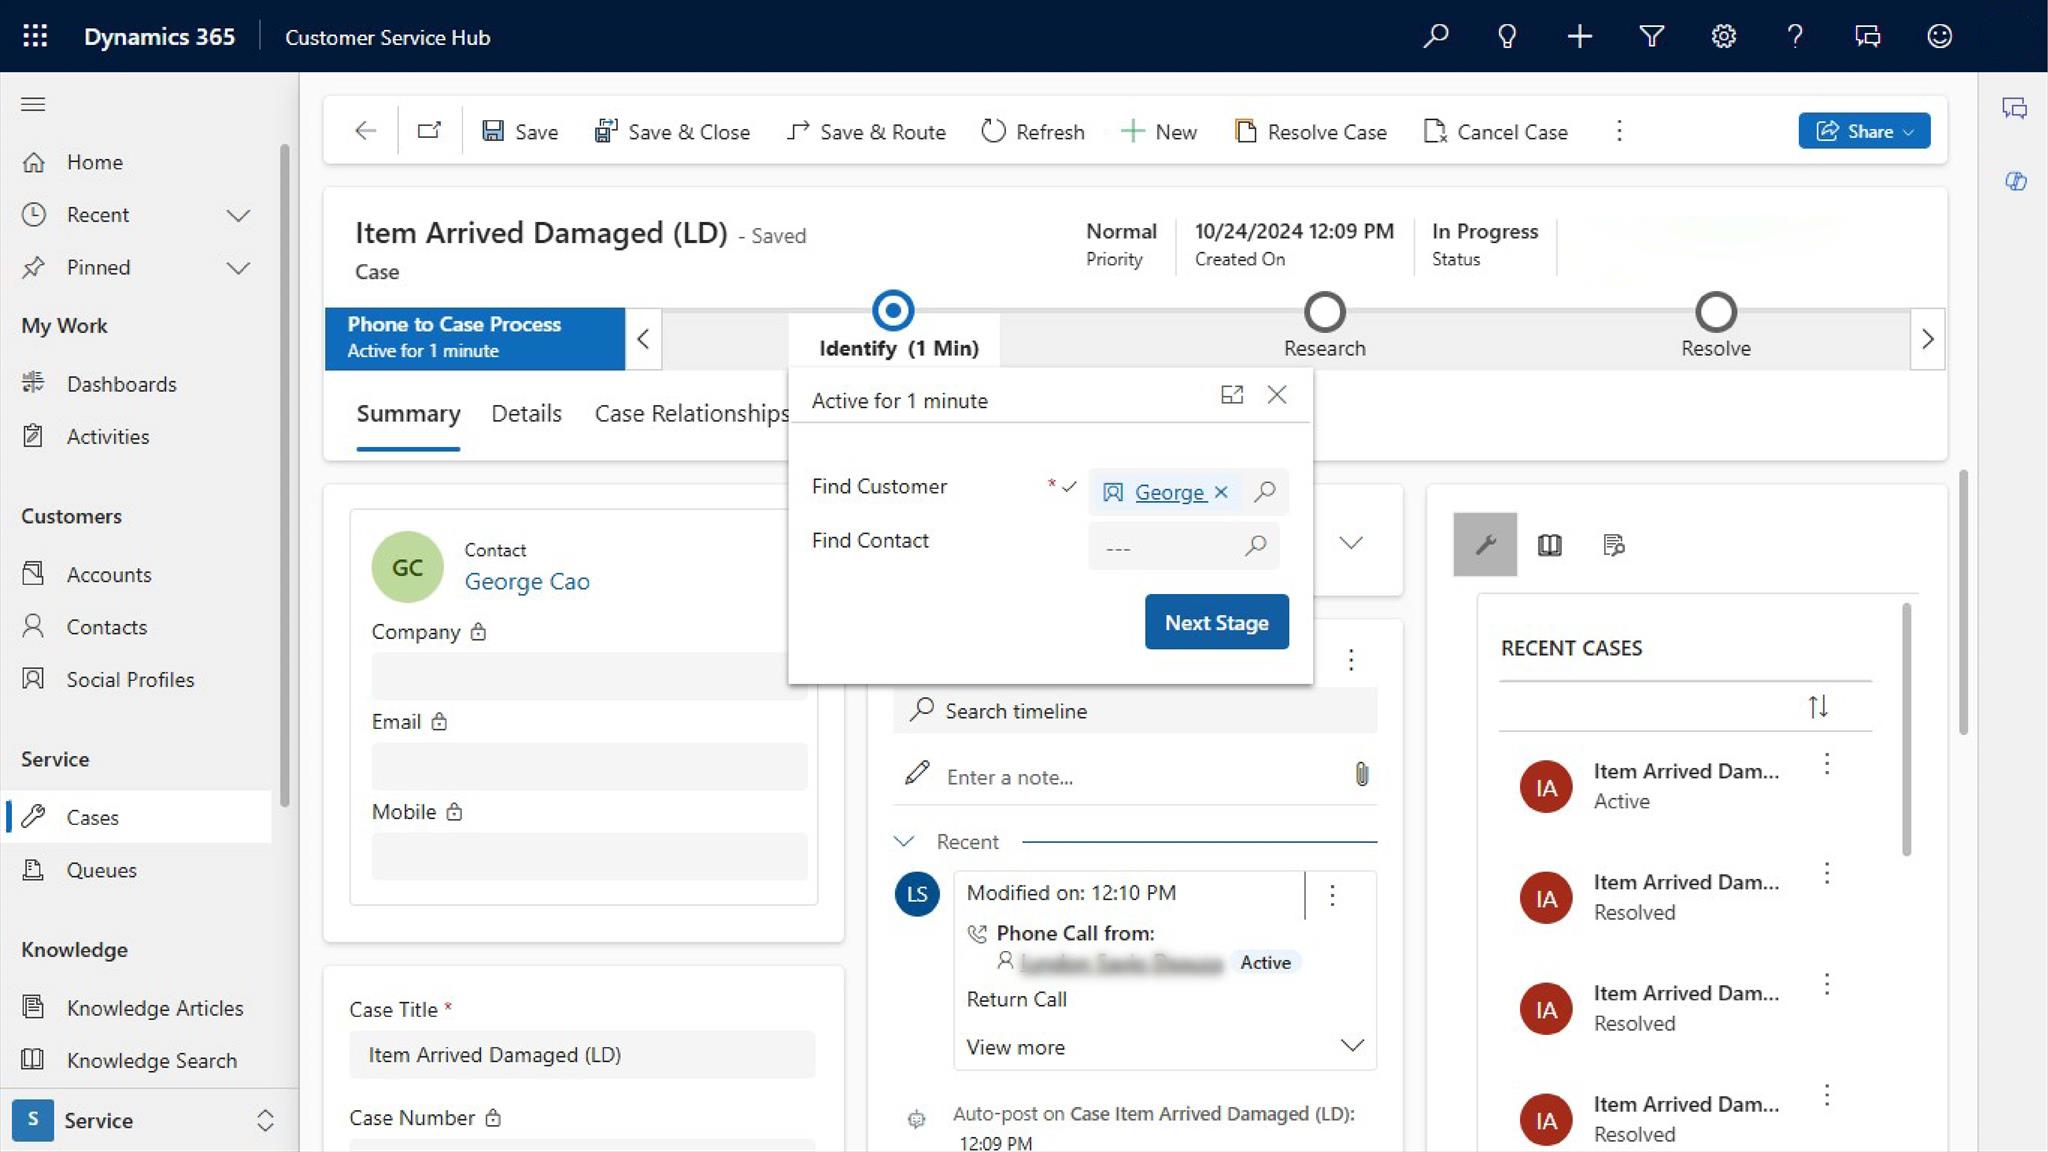 Dynamics 365
Customer Service Hub
Home
Recent
Pinned
My Work
Dashboards
Activities
Customers
Accounts
Contacts
Social Profiles
Service
Cases
Queues
Knowledge
Knowledge Articles
Knowledge Search
S Service
Save
Save & Close
Save & Route
Refresh
New
Resolve Case
Cancel Case
Share
Item Arrived Damaged (LD) - Saved
Case
Normal
Priority
10/24/2024 12:09 PM
Created On
In Progress
Status
Phone to Case Process
Active for 1 minute
Identify (1 Min)
Research
Resolve
Summary
Details
Case Relationships
Active for 1 minute
Find Customer * George
Find Contact ---
Next Stage
GC
Contact
George Cao
Company
Email
Mobile
Case Title *
Item Arrived Damaged (LD)
Case Number
Search timeline
Enter a note...
Recent
LS
Modified on: 12:10 PM
Phone Call from:
Active
Return Call
View more
Auto-post on Case Item Arrived Damaged (LD):
12:09 PM
RECENT CASES
IA
Item Arrived Dam...
Active
IA
Item Arrived Dam...
Resolved
IA
Item Arrived Dam...
Resolved
IA
Item Arrived Dam...
Resolved